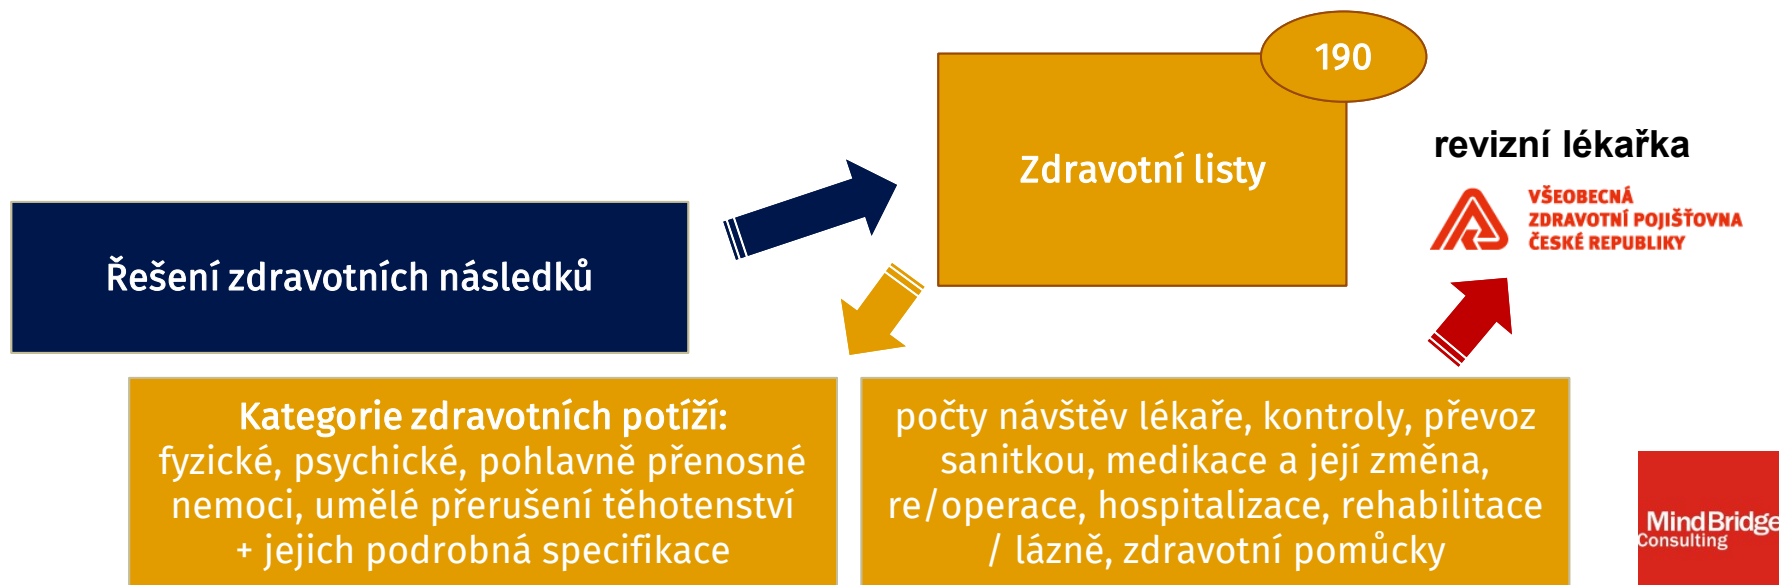 190
Zdravotní listy
revizní lékařka
VŠEOBECNÁ
ZDRAVOTNÍ POJIŠŤOVNA
ČESKÉ REPUBLIKY
Řešení zdravotních následků
Kategorie zdravotních potíží:
fyzické, psychické, pohlavně přenosné
nemoci, umělé přerušení těhotenství
+ jejich podrobná specifikace
počty návštěv lékaře, kontroly, převoz
sanitkou, medikace a její změna,
re/operace, hospitalizace, rehabilitace
/ lázně, zdravotní pomůcky
MindBridge
Consulting